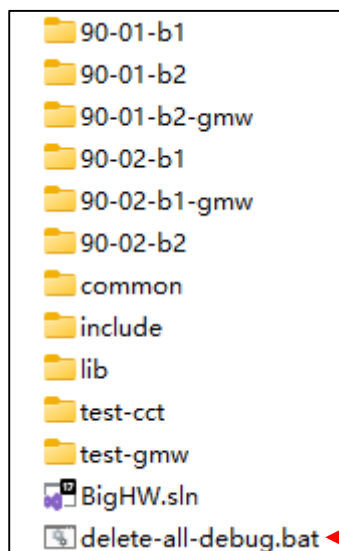 90-01-b1
90-01-b2
90-01-b2-gmw
90-02-b1
90-02-b1-gmw
90-02-b2
common
include
lib
test-cct
test-gmw
17 BigHW.sln
delete-all-debug.bat